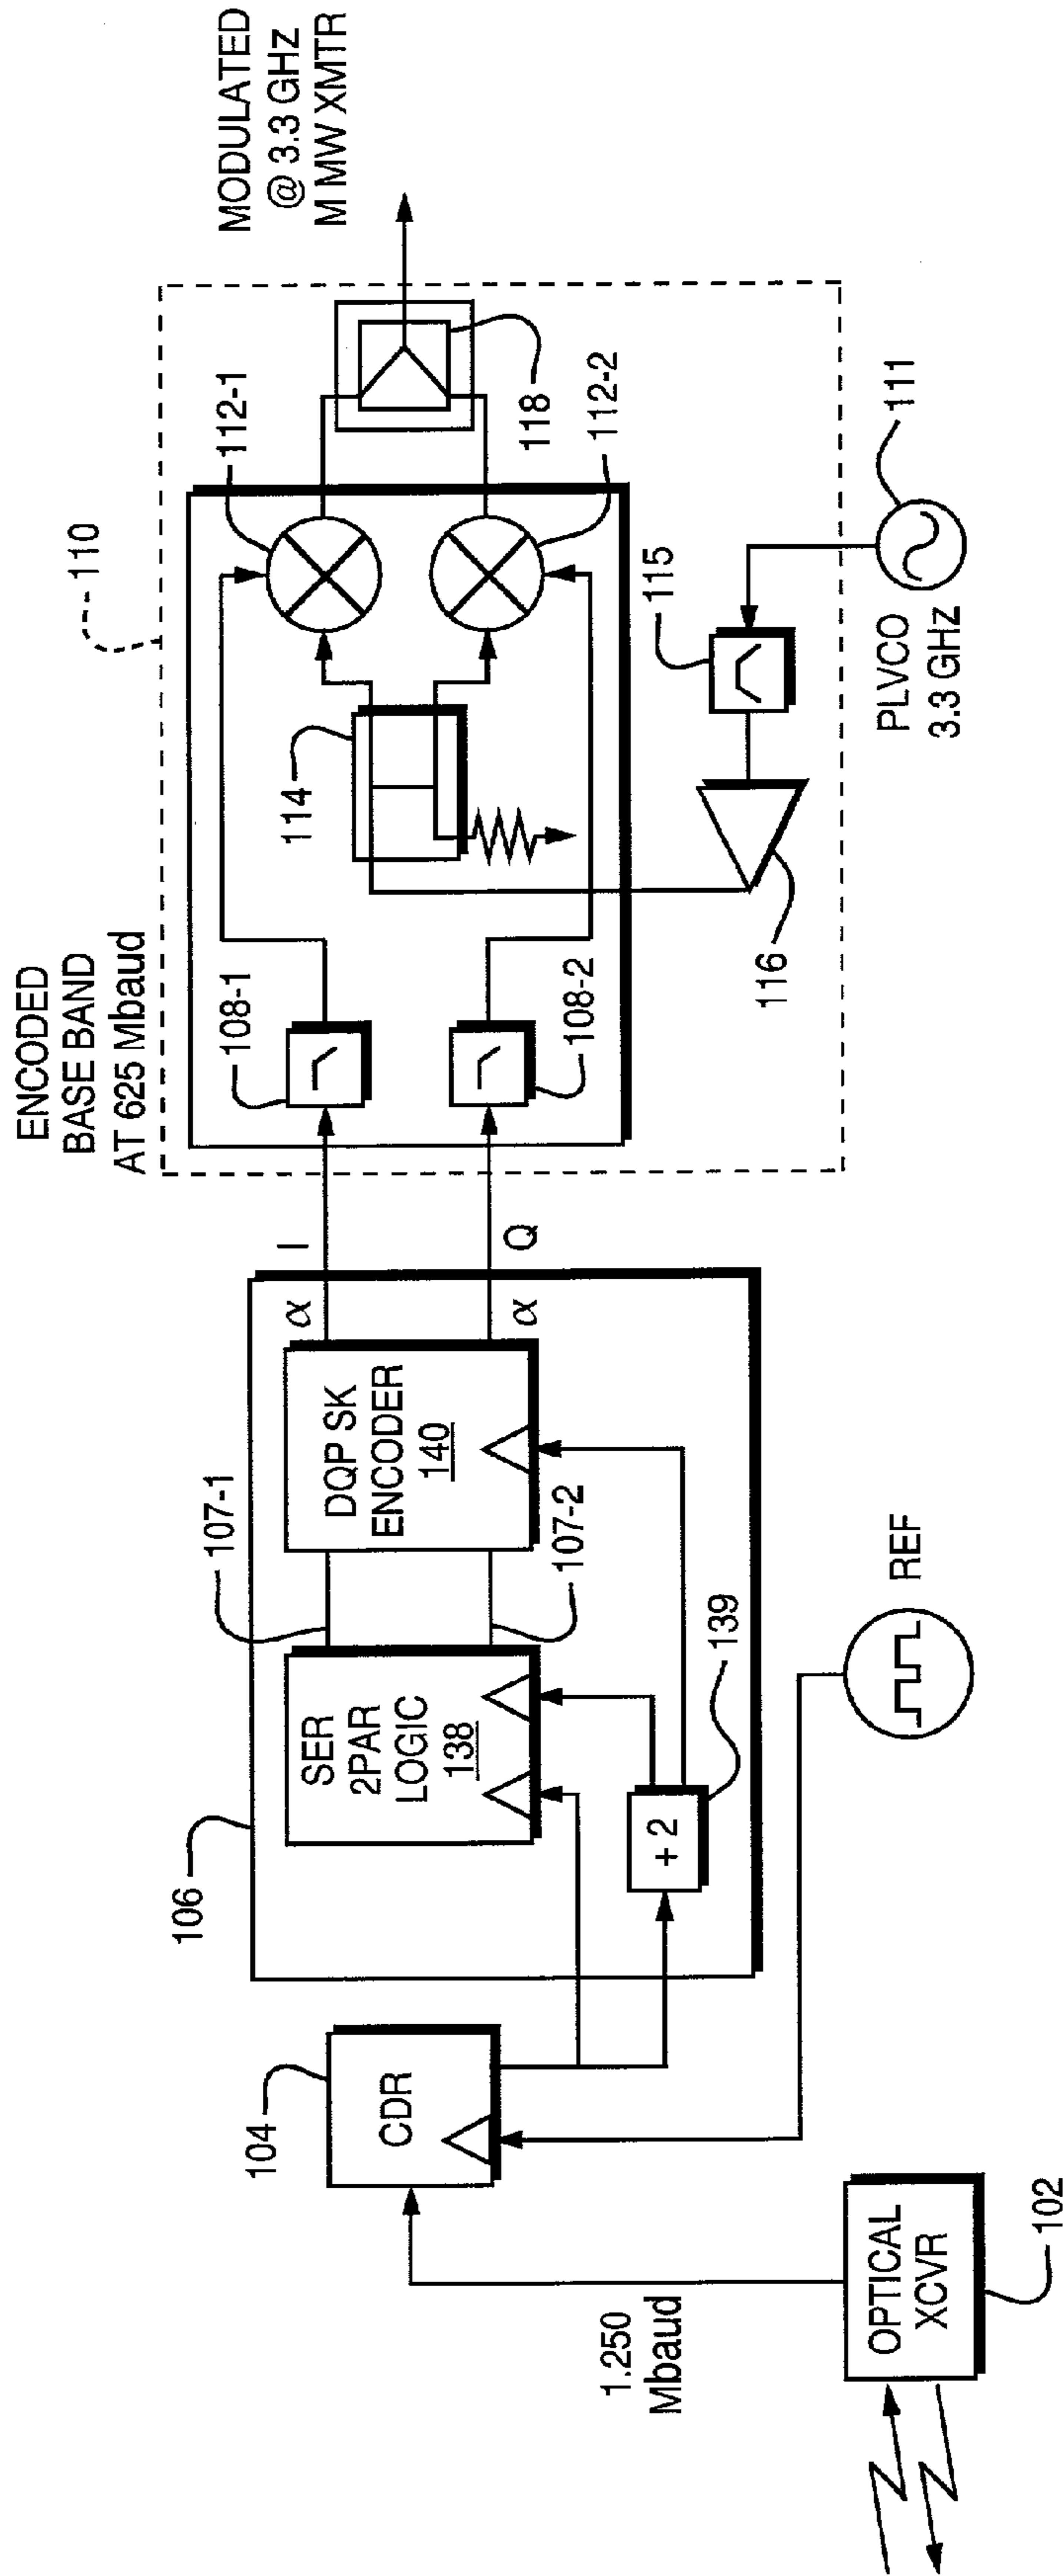 ENCODED
BASE BAND
AT 625 Mbaud
110
MODULATED
@ 3.3 GHz
M MW XMTR
108-1
112-1
106
107-1
I
α
114
118
SER
2PAR
LOGIC
138
DQP SK
ENCODER
140
α
Q
108-2
112-2
107-2
104
CDR
+ 2
139
116
115
111
PLVCO
3.3 GHz
REF
1.250
Mbaud
OPTICAL
XCVR
102